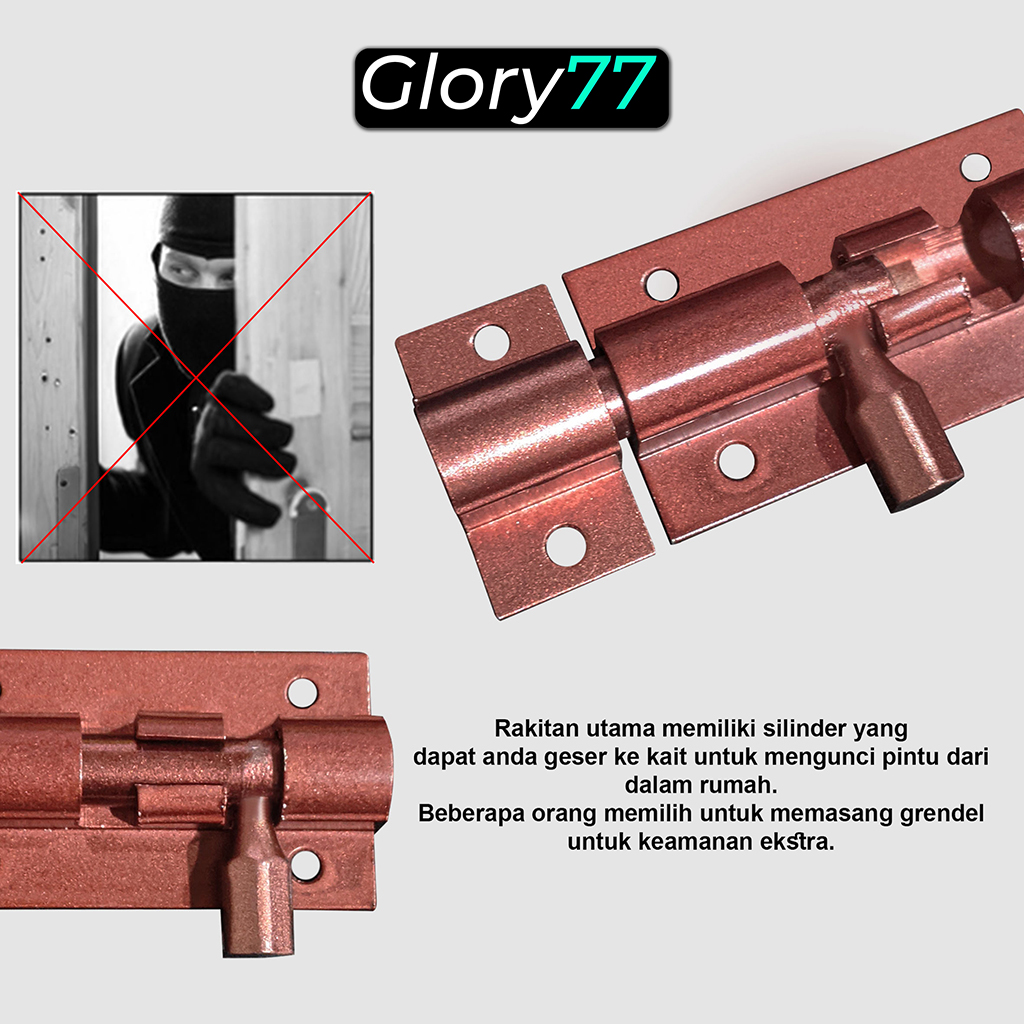 Glory77
Rakitan utama memiliki silinder yang
dapat anda geser ke kait untuk mengunci pintu dari
dalam rumah.
Beberapa orang memilih untuk memasang grendel
untuk keamanan ekstra.